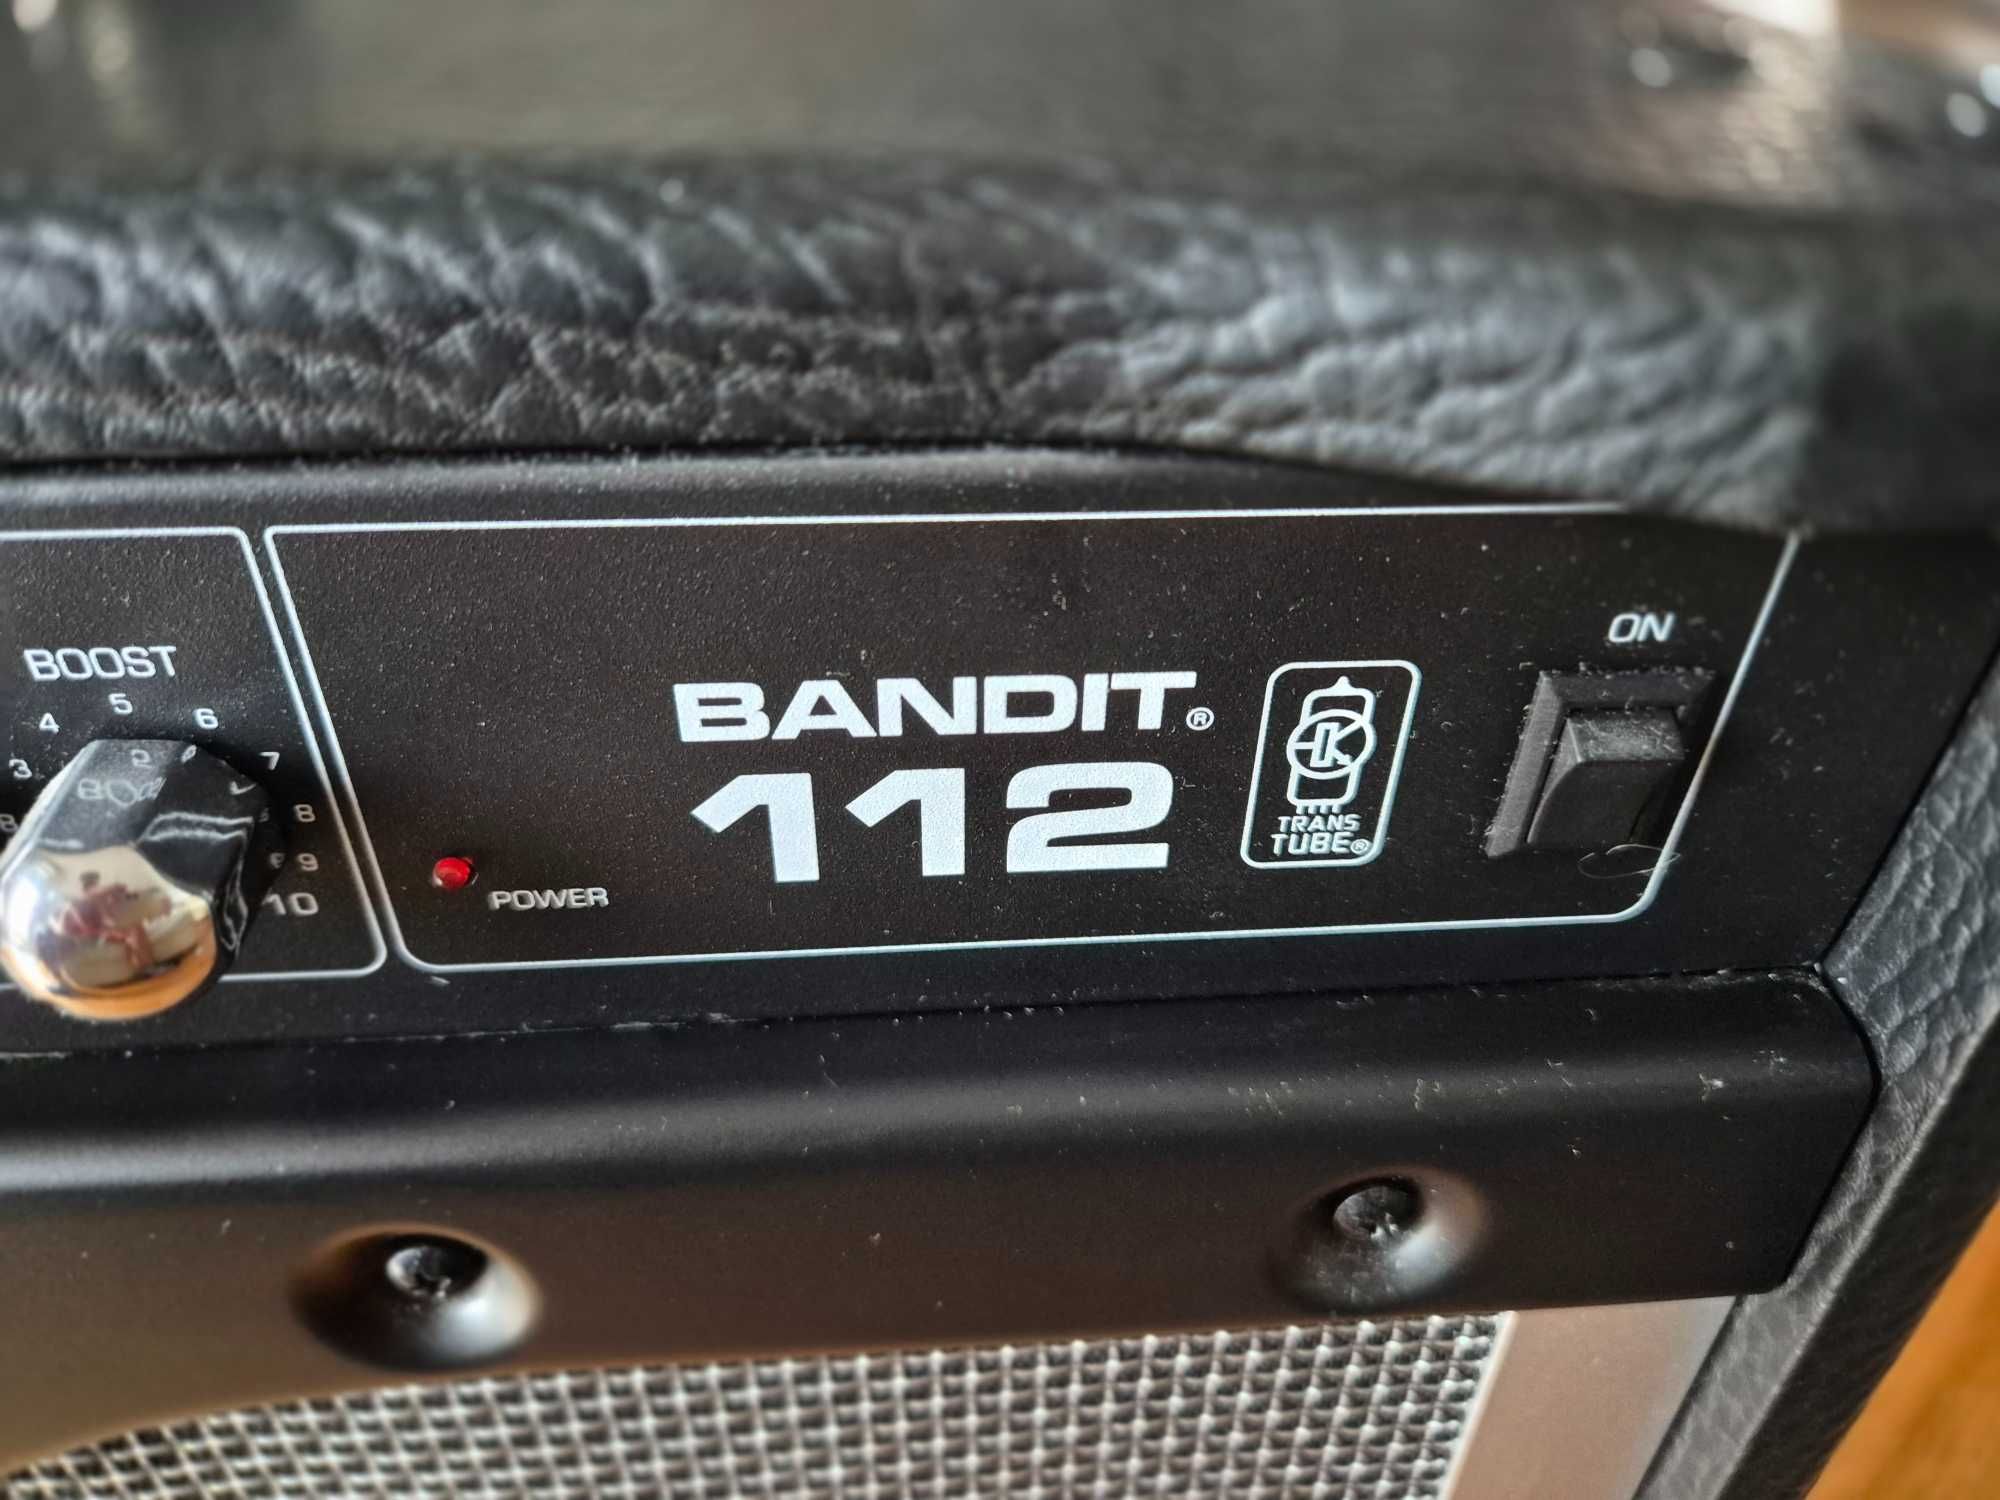 BOOST
3 4 5 6 7 8 9 10
BANDIT®
112
TRANS
TUBE®
POWER
ON